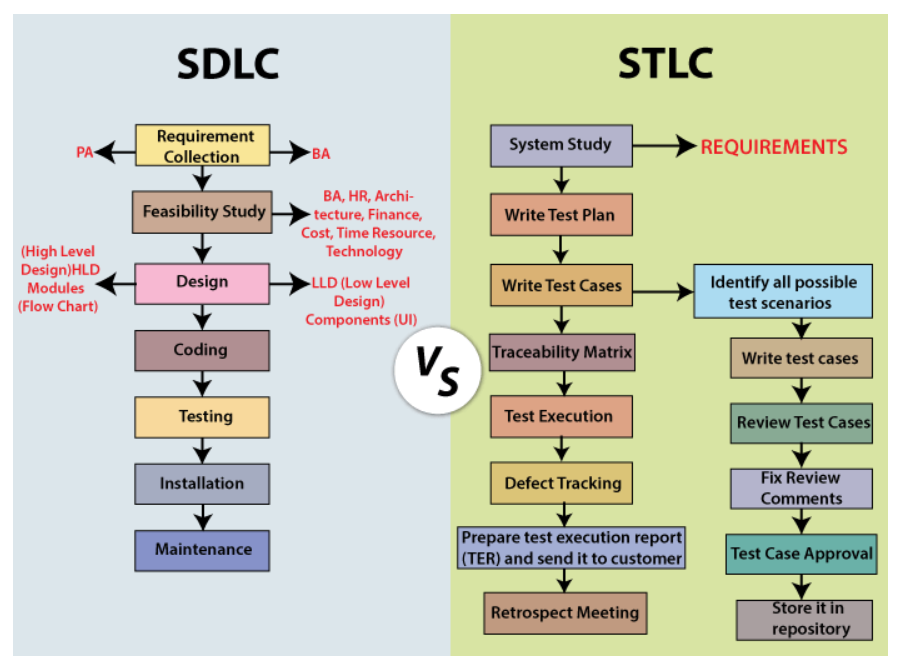 SDLC
PA
Requirement
Collection
BA
Feasibility Study
BA, HR, Archi-
tecture, Finance,
Cost, Time Resource,
Technology
(High Level
Design)HLD
Modules
(Flow Chart)
Design
LLD (Low Level
Design)
Components (UI)
Coding
Testing
Installation
Maintenance
VS
STLC
System Study
REQUIREMENTS
Write Test Plan
Write Test Cases
Traceability Matrix
Test Execution
Defect Tracking
Prepare test execution report
(TER) and send it to customer
Retrospect Meeting
Identify all possible
test scenarios
Write test cases
Review Test Cases
Fix Review
Comments
Test Case Approval
Store it in
repository